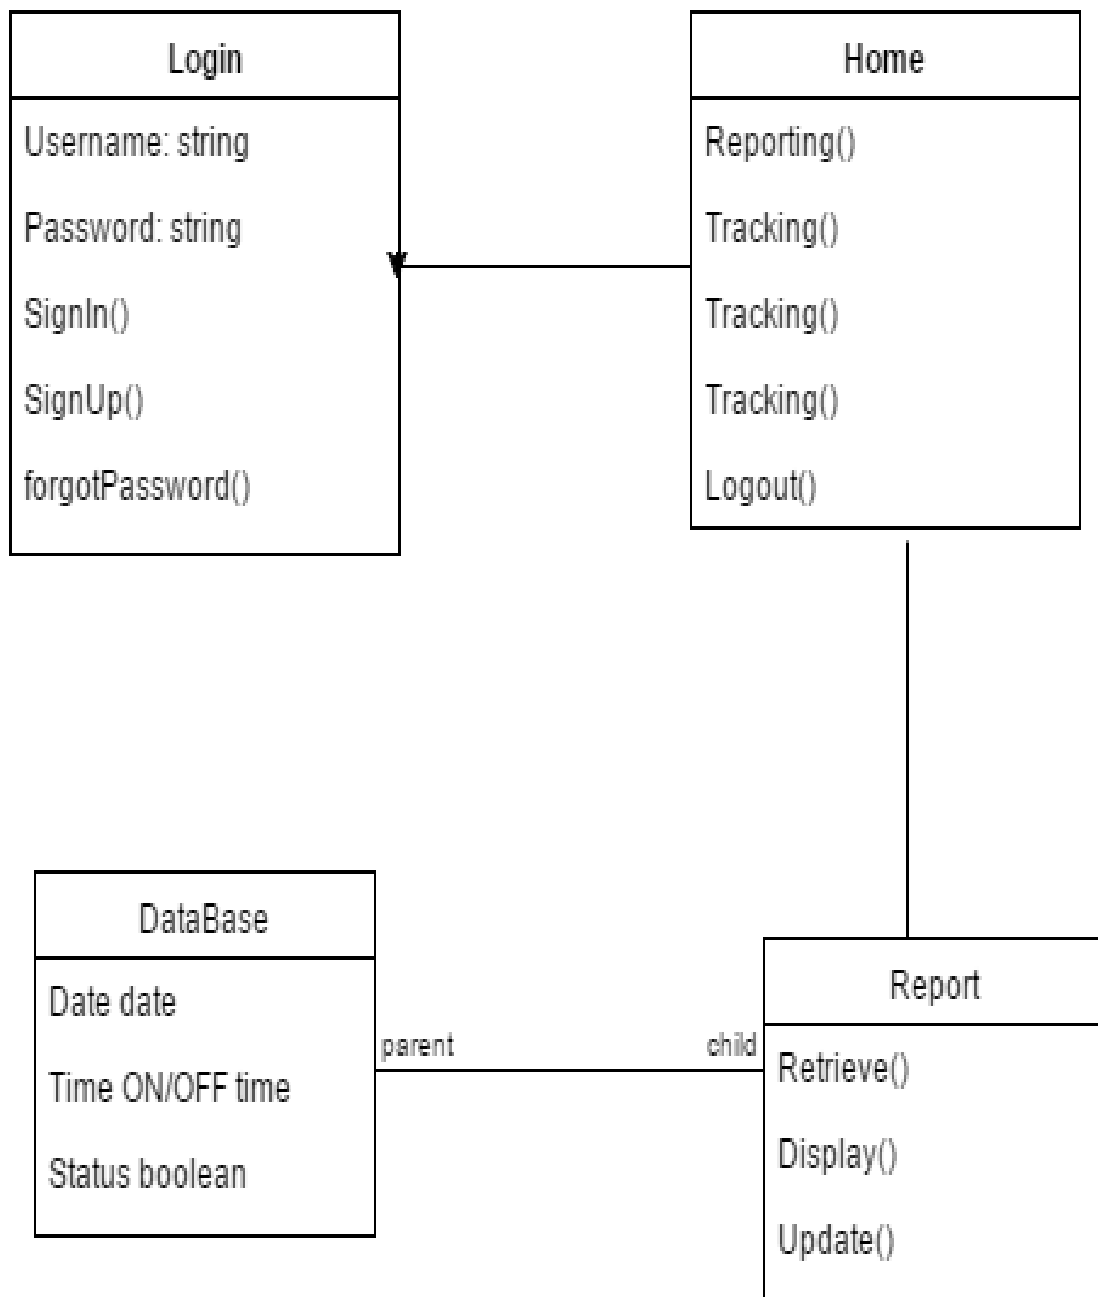 Login
Username: string
Password: string
SignIn()
SignUp()
forgotPassword()
Home
Reporting()
Tracking()
Tracking()
Tracking()
Logout()
DataBase
Date date
Time ON/OFF time
Status boolean
parent
child
Report
Retrieve()
Display()
Update()